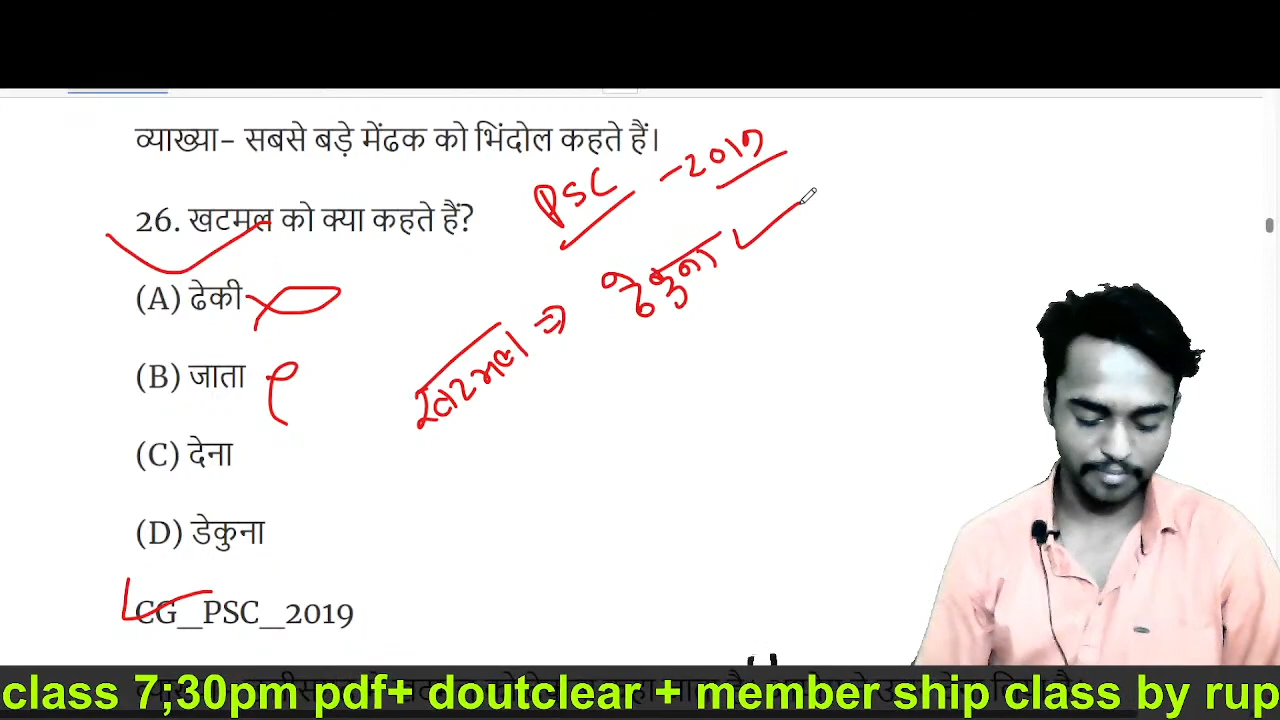 व्याख्या- सबसे बड़े मेंढक को भिंदोल कहते हैं।
PSC - 2019
26. खटमल को क्या कहते हैं?
(A) ढेकी
खटमल ⇒ ढेकुना
(B) जाता
(C) देना
(D) डेकुना
CG_PSC_2019
class 7;30pm pdf+ doutclear + member ship class by rup